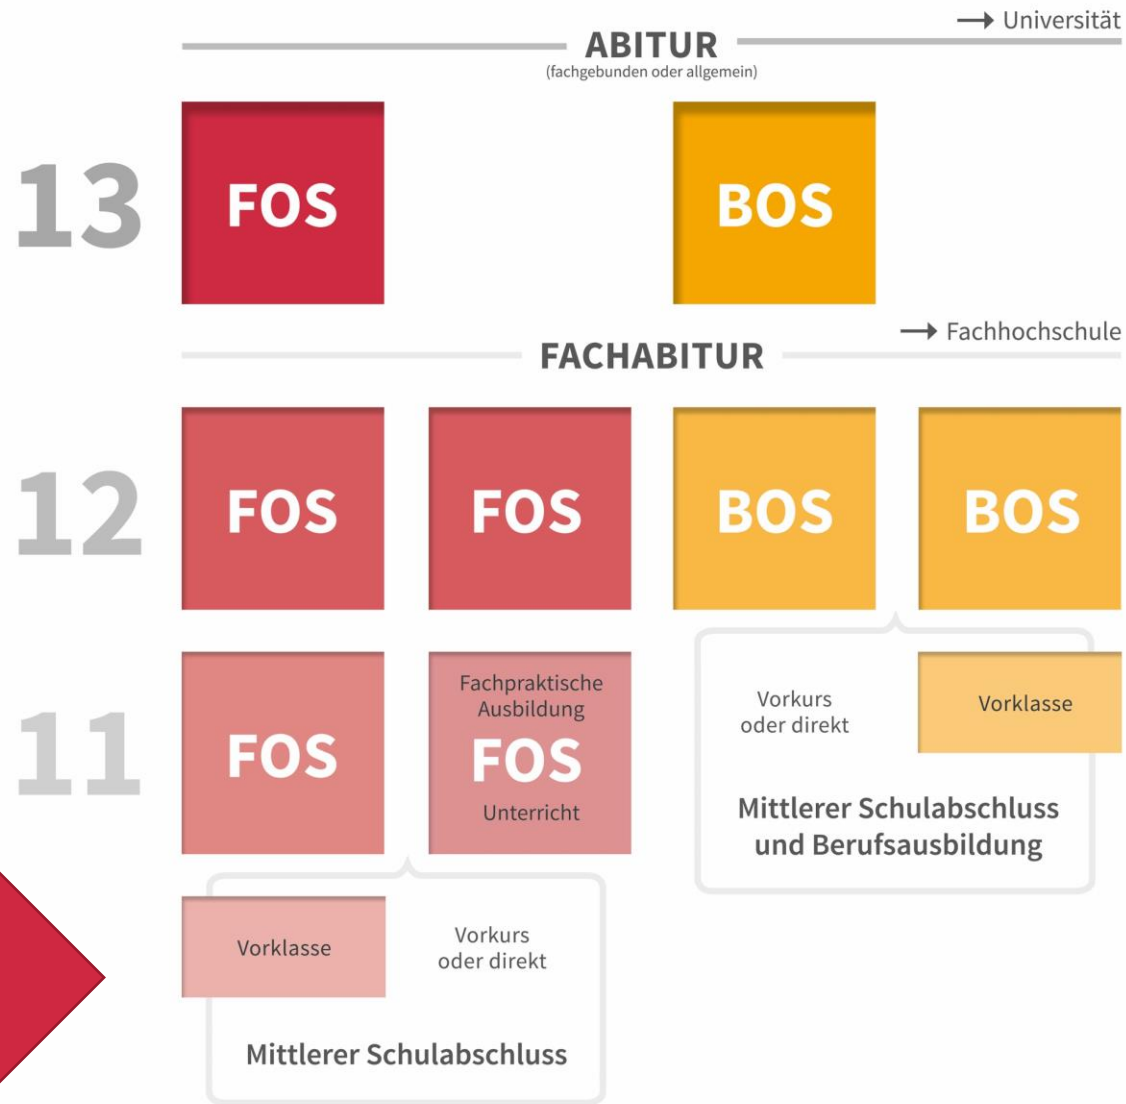 → Universität
ABITUR
(fachgebunden oder allgemein)
13
FOS
BOS
→ Fachhochschule
FACHABITUR
12
FOS
FOS
BOS
BOS
11
FOS
Fachpraktische
Ausbildung
FOS
Unterricht
Vorkurs
oder direkt
Vorklasse
Mittlerer Schulabschluss
und Berufsausbildung
Vorklasse
Vorkurs
oder direkt
Mittlerer Schulabschluss